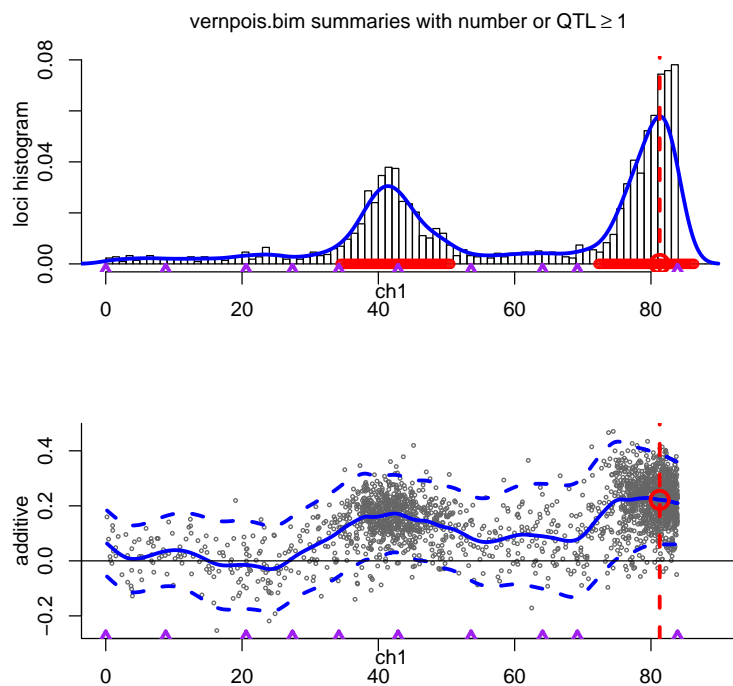 vernpois.bim summaries with number or QTL ≥ 1
loci histogram
0.08
0.04
0.00
0 20 40 60 80
ch1
additive
0.4
0.2
0.0
−0.2
0 20 40 60 80
ch1